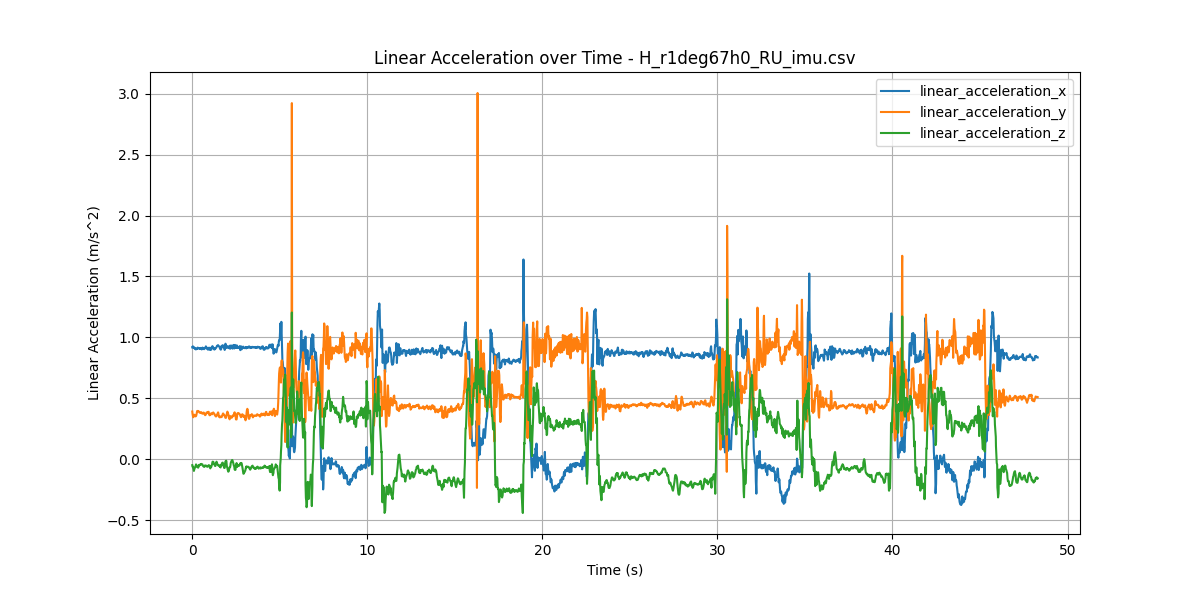 Linear Acceleration over Time - H_r1deg67h0_RU_imu.csv
linear_acceleration_x
linear_acceleration_y
linear_acceleration_z
Linear Acceleration (m/s^2)
3.0
2.5
2.0
1.5
1.0
0.5
0.0
−0.5
0 10 20 30 40 50
Time (s)